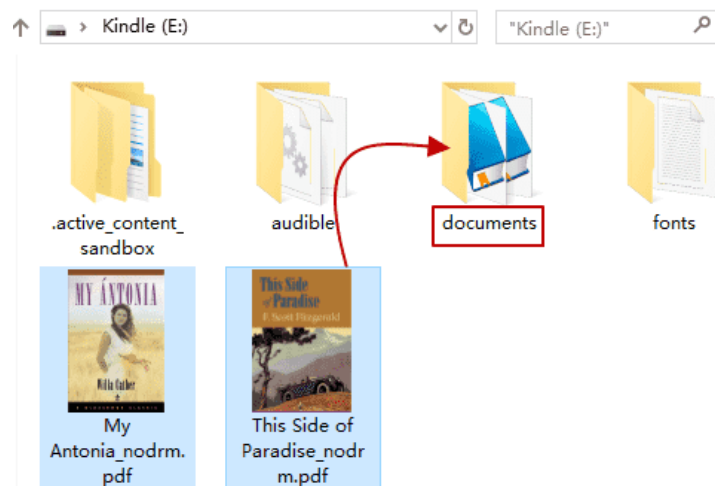 Kindle (E:)
"Kindle (E:)"
.active_content_
sandbox
audible
documents
fonts
MY ÁNTONIA
Willa Cather
This Side
of Paradise
F. Scott Fitzgerald
My
Antonia_nodrm.
pdf
This Side of
Paradise_nodr
m.pdf